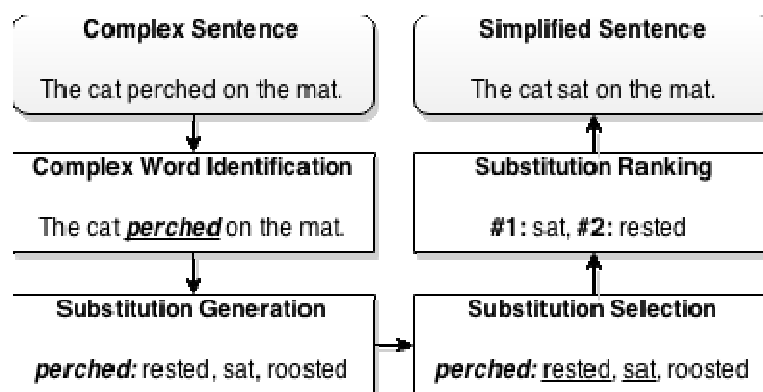 Complex Sentence
The cat perched on the mat.
Complex Word Identification
The cat perched on the mat.
Substitution Generation
perched: rested, sat, roosted
Substitution Selection
perched: rested, sat, roosted
Substitution Ranking
#1: sat, #2: rested
Simplified Sentence
The cat sat on the mat.